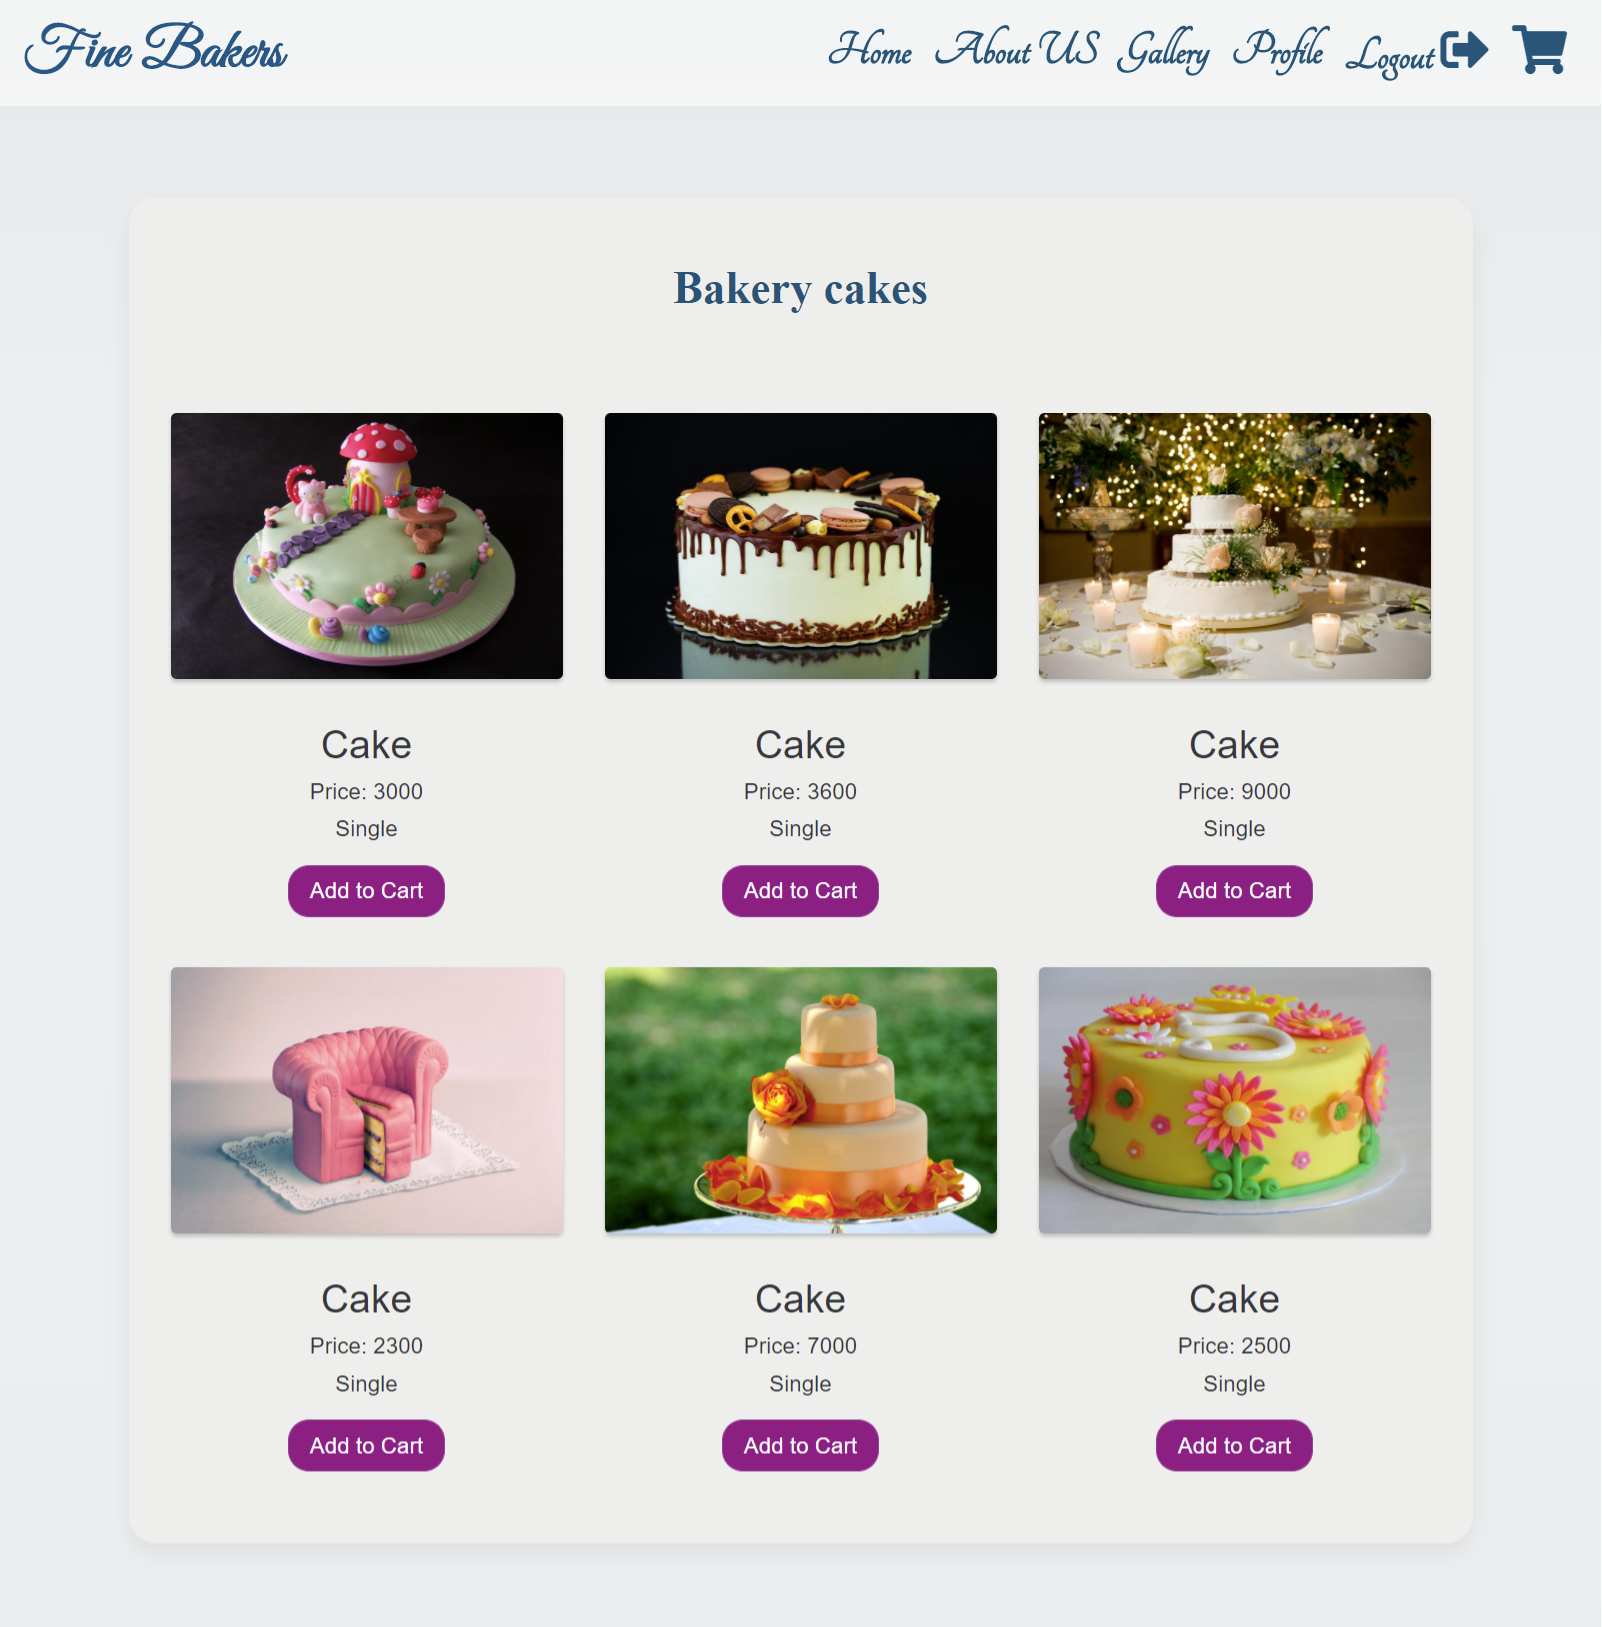 Fine Bakers
Home About US Gallery Profile Logout
Bakery cakes
Cake
Price: 3000
Single
Add to Cart
Cake
Price: 3600
Single
Add to Cart
Cake
Price: 9000
Single
Add to Cart
Cake
Price: 2300
Single
Add to Cart
Cake
Price: 7000
Single
Add to Cart
Cake
Price: 2500
Single
Add to Cart